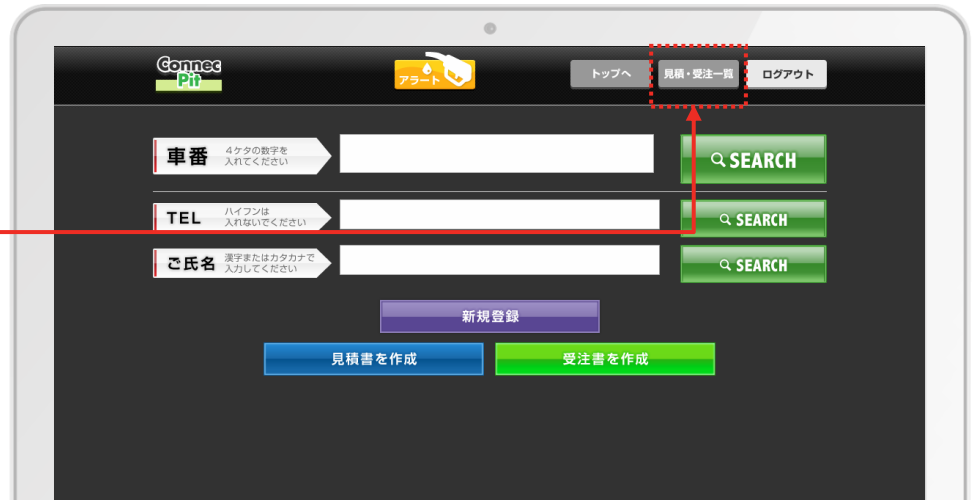 Connec
Pit
アラート
トップへ
見積・受注一覧
ログアウト
車番
4ケタの数字を
入れてください
SEARCH
TEL
ハイフンは
入れないでください
SEARCH
ご氏名
漢字またはカタカナで
入力してください
SEARCH
新規登録
見積書を作成
受注書を作成